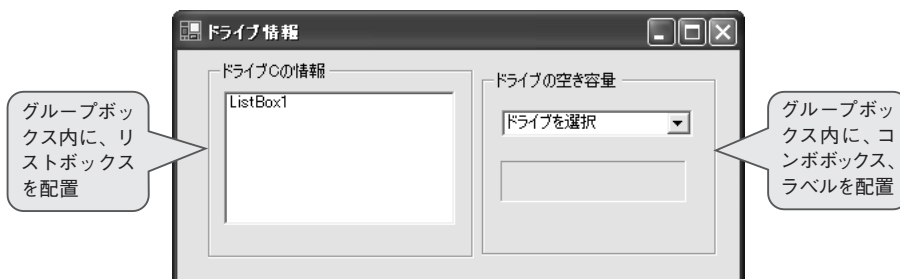 ドライブ情報
ドライブCの情報
ListBox1
ドライブの空き容量
ドライブを選択
グループボッ
クス内に、リ
ストボックス
を配置
グループボッ
クス内に、コ
ンボボックス、
ラベルを配置